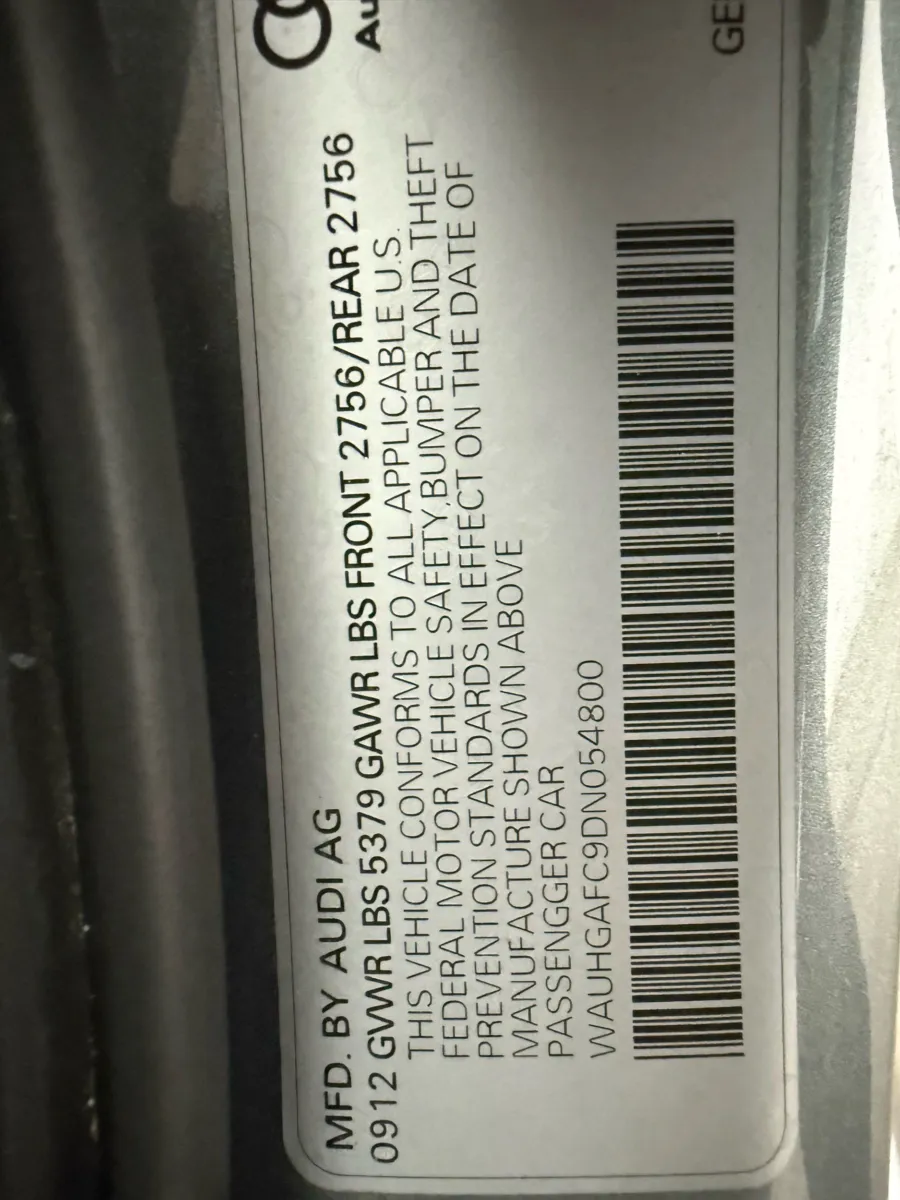 MFD. BY AUDI AG
0912 GVWR LBS 5379 GAWR LBS FRONT 2756/REAR 2756
THIS VEHICLE CONFORMS TO ALL APPLICABLE U.S.
FEDERAL MOTOR VEHICLE SAFETY,BUMPER AND THEFT
PREVENTION STANDARDS IN EFFECT ON THE DATE OF
MANUFACTURE SHOWN ABOVE
PASSENGGER CAR
WAUHGAFC9DN054800